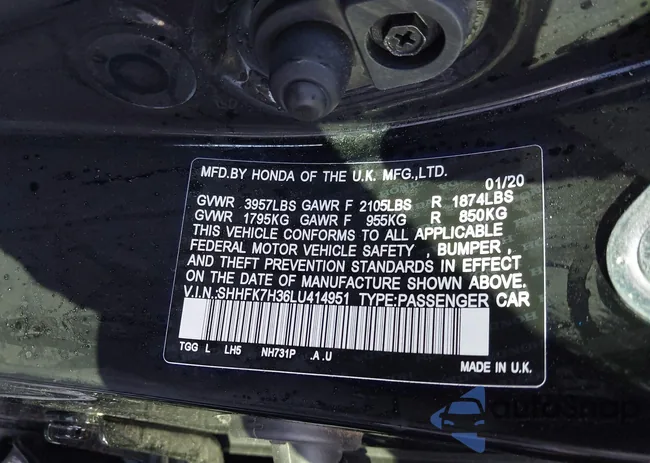 MFD.BY HONDA OF THE U.K. MFG.,LTD.
01/20
GVWR 3957LBS GAWR F 2105LBS R 1874LBS
GVWR 1795KG GAWR F 955KG R 850KG
THIS VEHICLE CONFORMS TO ALL APPLICABLE
FEDERAL MOTOR VEHICLE SAFETY , BUMPER ,
AND THEFT PREVENTION STANDARDS IN EFFECT
ON THE DATE OF MANUFACTURE SHOWN ABOVE.
V.I.N.:SHHFK7H36LU414951 TYPE:PASSENGER CAR
TGG L LH5 NH731P .A .U
MADE IN U.K.